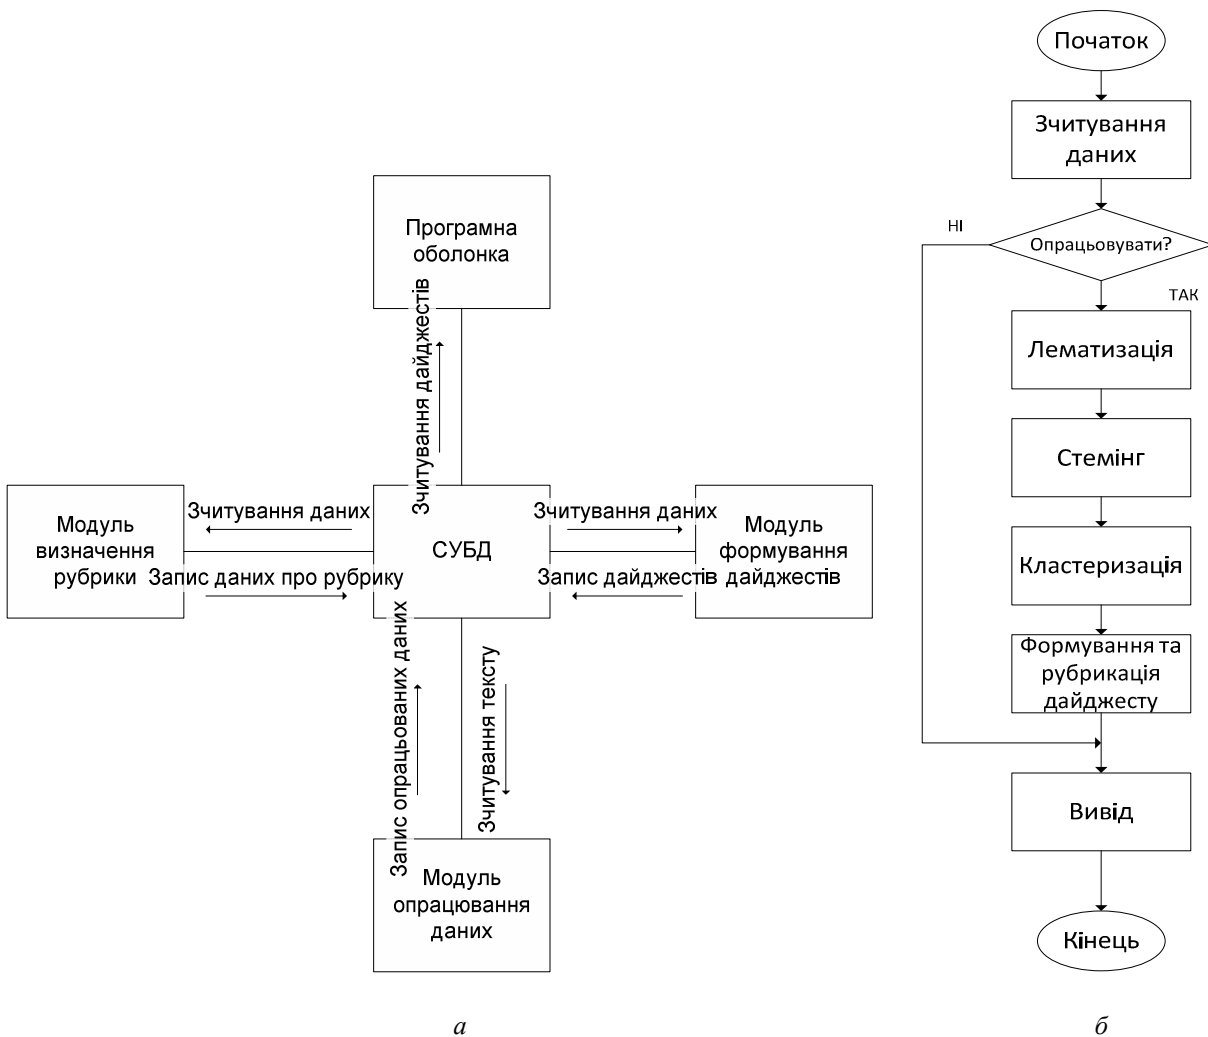 Програмна
оболонка
Зчитування дайджестів
Модуль
визначення
рубрики
Зчитування даних
Запис даних про рубрику
СУБД
Зчитування даних
Запис дайджестів
Модуль
формування
дайджестів
Запис опрацьованих даних
Зчитування тексту
Модуль
опрацювання
даних
а
Початок
Зчитування
даних
НІ
Опрацьовувати?
ТАК
Лематизація
Стемінг
Кластеризація
Формування та
рубрикація
дайджесту
Вивід
Кінець
б